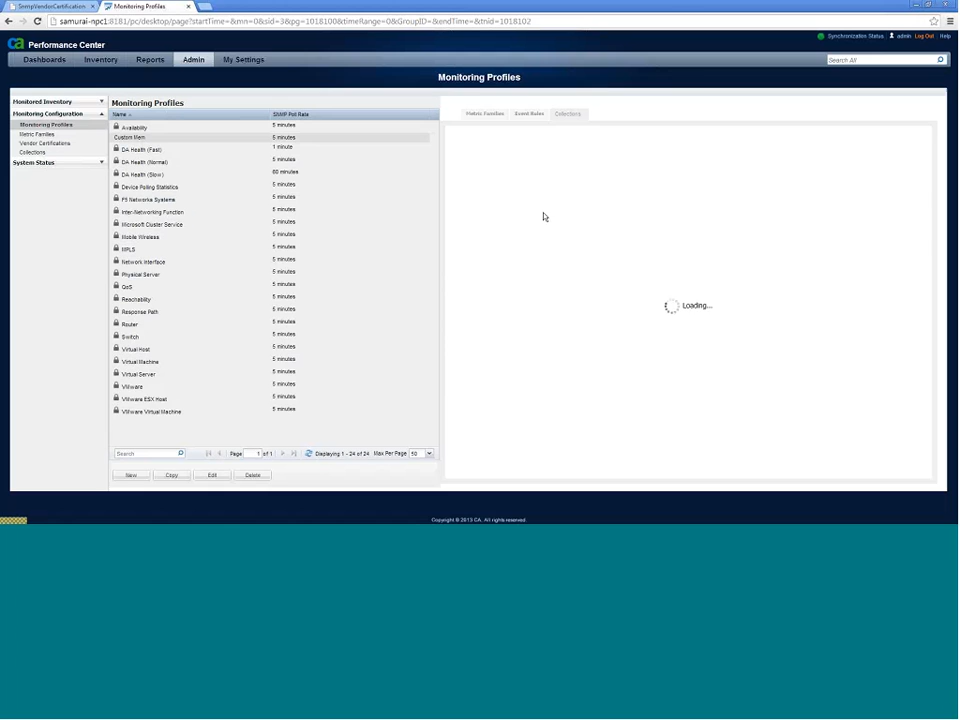 SnmpVendorCertification
Monitoring Profiles
samurai-npc1:8181/pc/desktop/page?startTime=&mn=0&sid=3&pg=1018100&timeRange=0&GroupID=&endTime=&tnid=1018102
ca Performance Center
Synchronization Status admin Log Out Help
Dashboards Inventory Reports Admin My Settings
Search All
Monitoring Profiles
Monitored Inventory
Monitoring Configuration
Monitoring Profiles
Metric Families
Vendor Certifications
Collections
System Status
Monitoring Profiles
Name SNMP Poll Rate
Availability 5 minutes
Custom Mem 5 minutes
DA Health (Fast) 1 minute
DA Health (Normal) 5 minutes
DA Health (Slow) 60 minutes
Device Polling Statistics 5 minutes
F5 Networks Systems 5 minutes
Inter-Networking Function 5 minutes
Microsoft Cluster Service 5 minutes
Mobile Wireless 5 minutes
MPLS 5 minutes
Network Interface 5 minutes
Physical Server 5 minutes
QoS 5 minutes
Reachability 5 minutes
Response Path 5 minutes
Router 5 minutes
Switch 5 minutes
Virtual Host 5 minutes
Virtual Machine 5 minutes
Virtual Server 5 minutes
VMware 5 minutes
VMware ESX Host 5 minutes
VMware Virtual Machine 5 minutes
Search Page 1 of 1 Displaying 1 - 24 of 24 Max Per Page 50
New Copy Edit Delete
Metric Families Event Rules Collections
Loading...
Copyright © 2013 CA. All rights reserved.